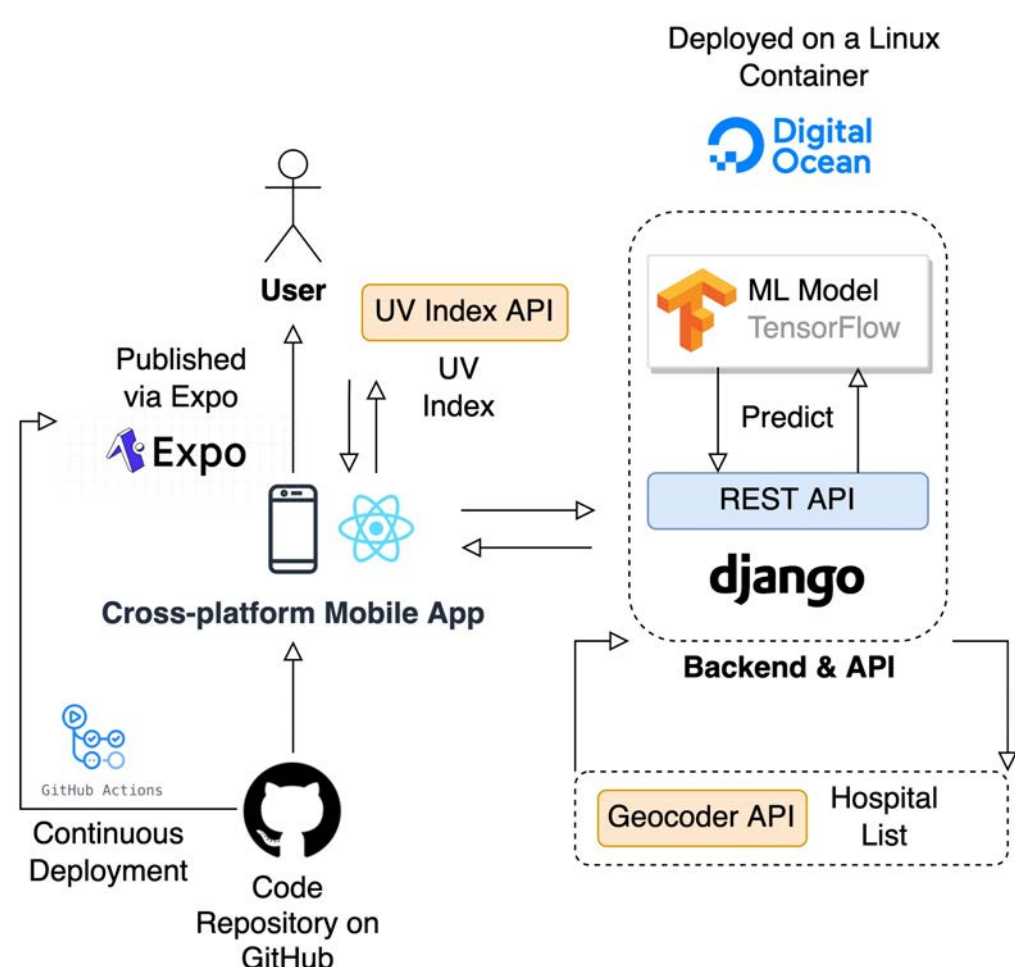 Deployed on a Linux
Container
Digital
Ocean
User
UV Index API
UV
Index
Published
via Expo
Expo
ML Model
TensorFlow
Predict
REST API
django
Cross-platform Mobile App
Backend & API
GitHub Actions
Continuous
Deployment
Geocoder API
Hospital
List
Code
Repository on
GitHub